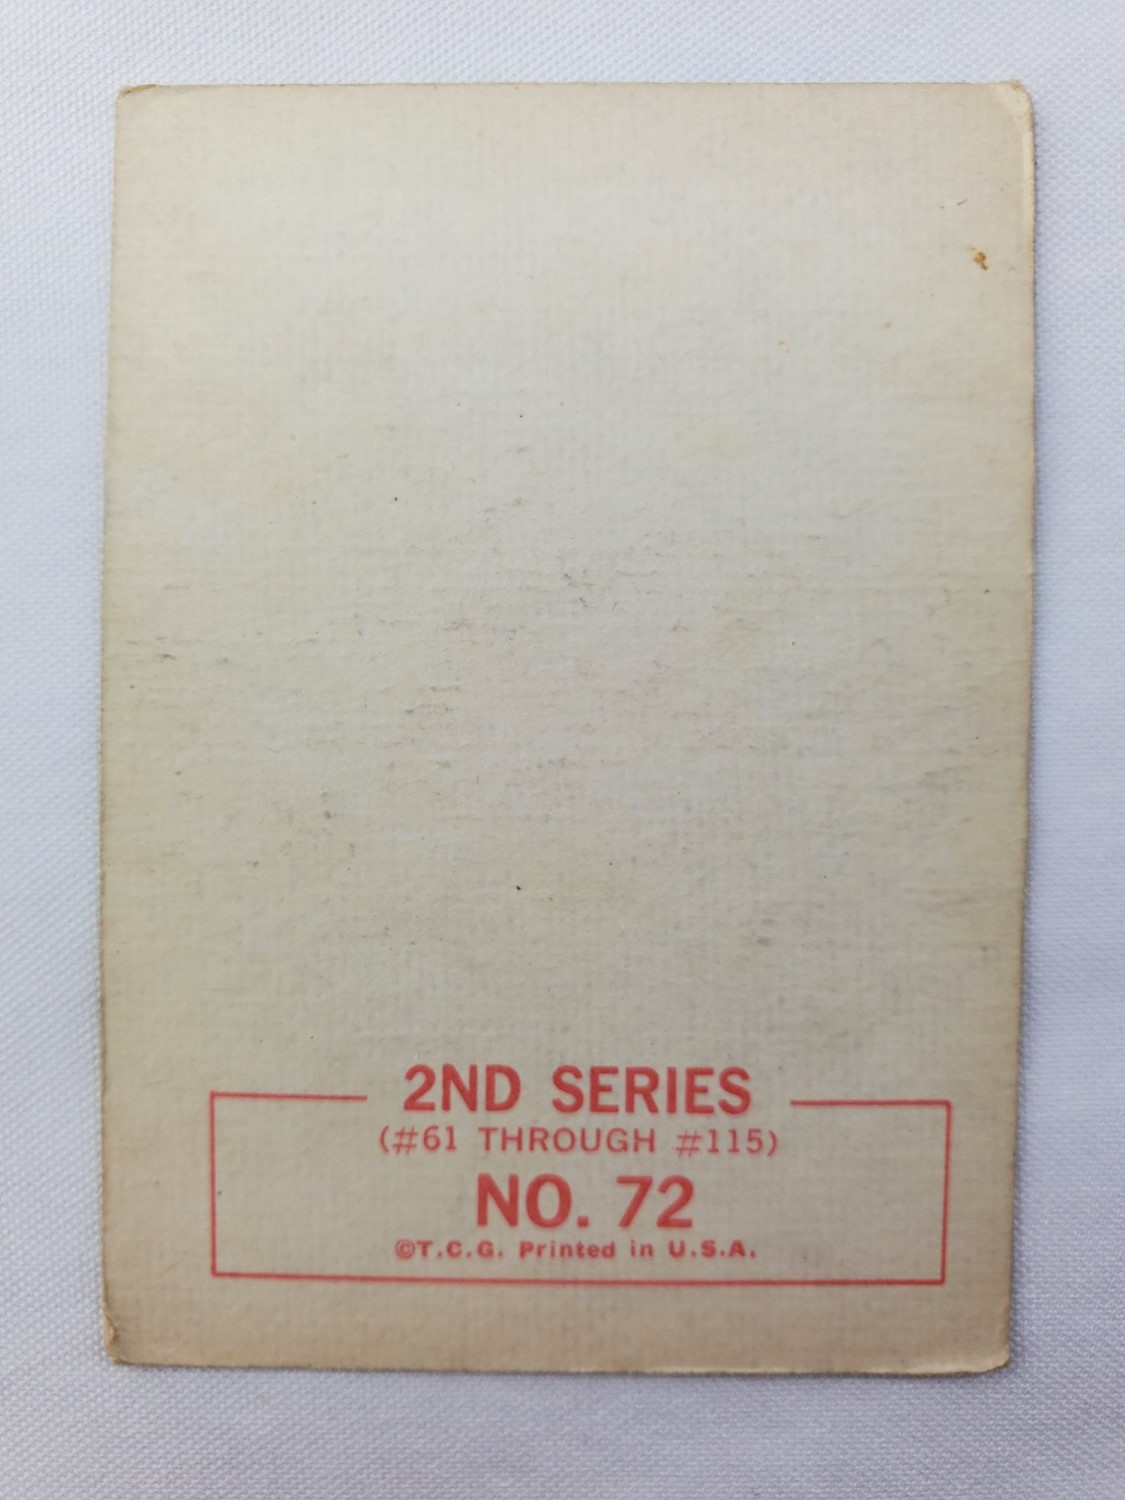 2ND SERIES
(#61 THROUGH #115)
NO. 72
©T.C.G. Printed in U.S.A.